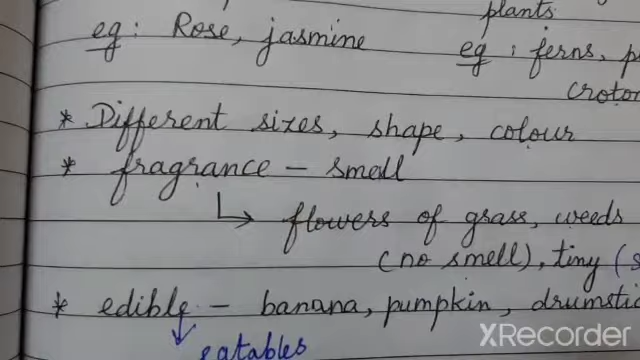 plants
eg: Rose, jasmine eg: ferns,
* Different sizes, shape, colour
* fragrance - smell
↳ flowers of grass, weeds
(no smell), tiny (
* edible - banana, pumpkin,
eatables
XRecorder